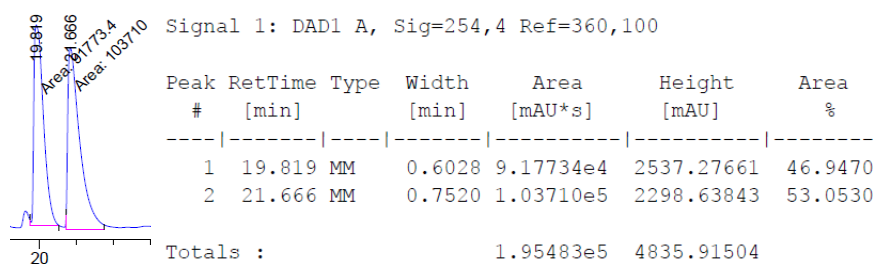 19.819
Area: 91773.4
21.666
Area: 103710
20
Signal 1: DAD1 A, Sig=254,4 Ref=360,100
Peak RetTime Type  Width     Area      Height     Area
  #   [min]        [min]   [mAU*s]     [mAU]        %
----|-------|----|-------|----------|----------|--------
   1  19.819 MM    0.6028 9.17734e4  2537.27661  46.9470
   2  21.666 MM    0.7520 1.03710e5  2298.63843  53.0530
Totals :                  1.95483e5  4835.91504